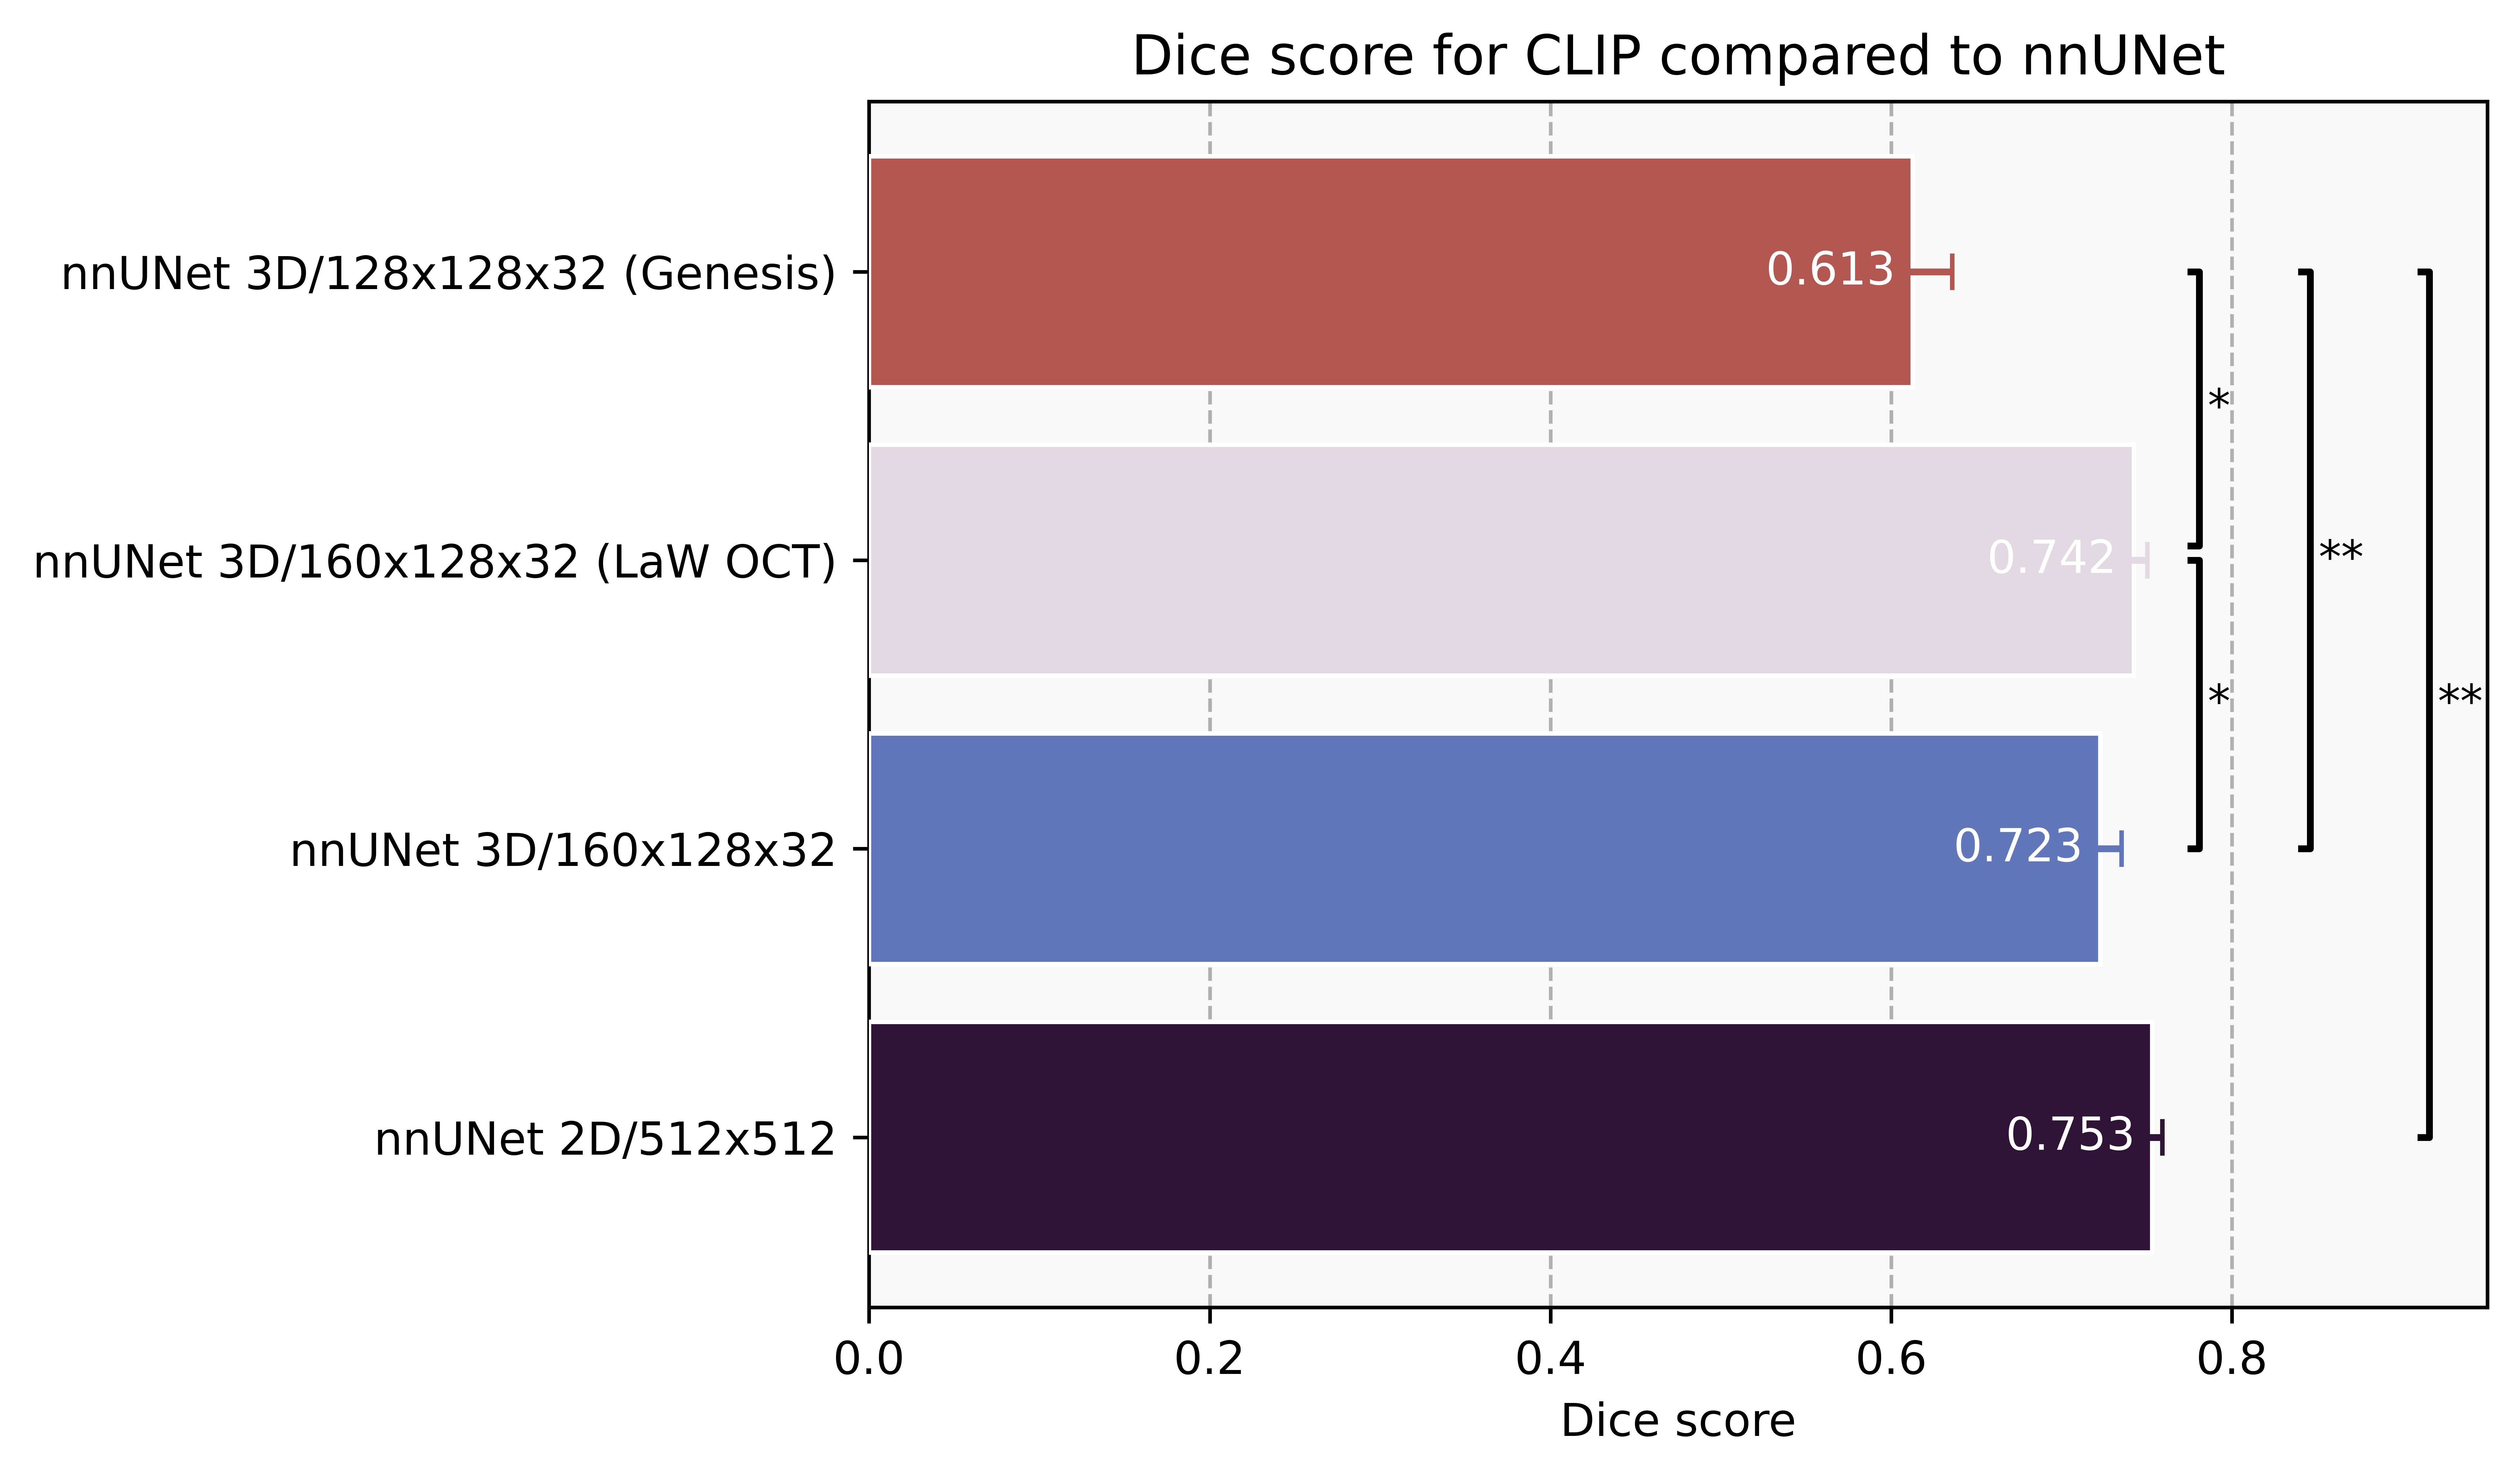 Dice score for CLIP compared to nnUNet
nnUNet 3D/128x128x32 (Genesis)
0.613
*
nnUNet 3D/160x128x32 (LaW OCT)
0.742
**
*
**
nnUNet 3D/160x128x32
0.723
nnUNet 2D/512x512
0.753
0.0 0.2 0.4 0.6 0.8
Dice score